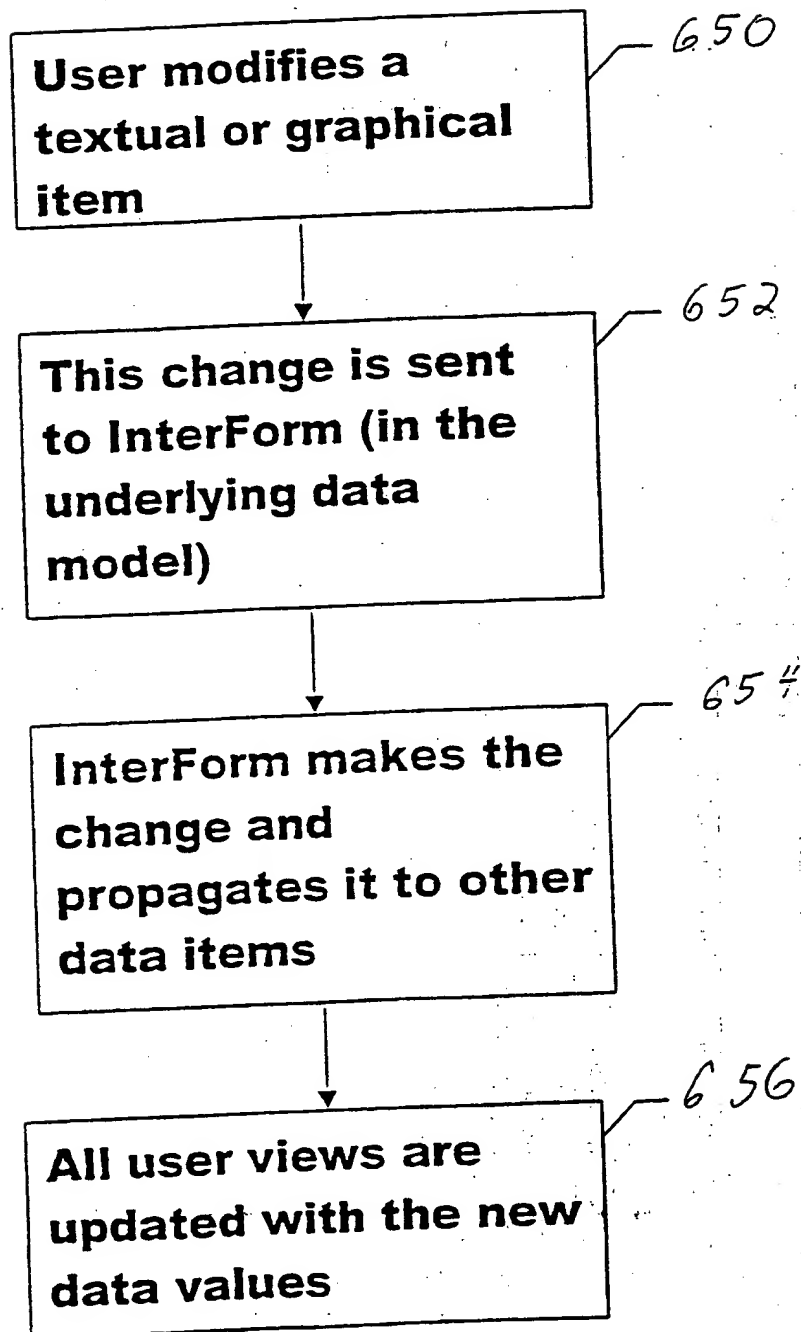 650
User modifies a
textual or graphical
item
652
This change is sent
to InterForm (in the
underlying data
model)
654
InterForm makes the
change and
propagates it to other
data items
656
All user views are
updated with the new
data values